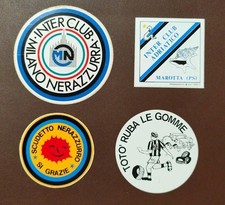 INTER CLUB
MILANO NERAZZURRA
MN
INTER CLUB
ADRIATICO
MAROTTA (PS)
SCUDETTO NERAZZURRO
SI GRAZIE
TOTO' RUBA LE GOMME